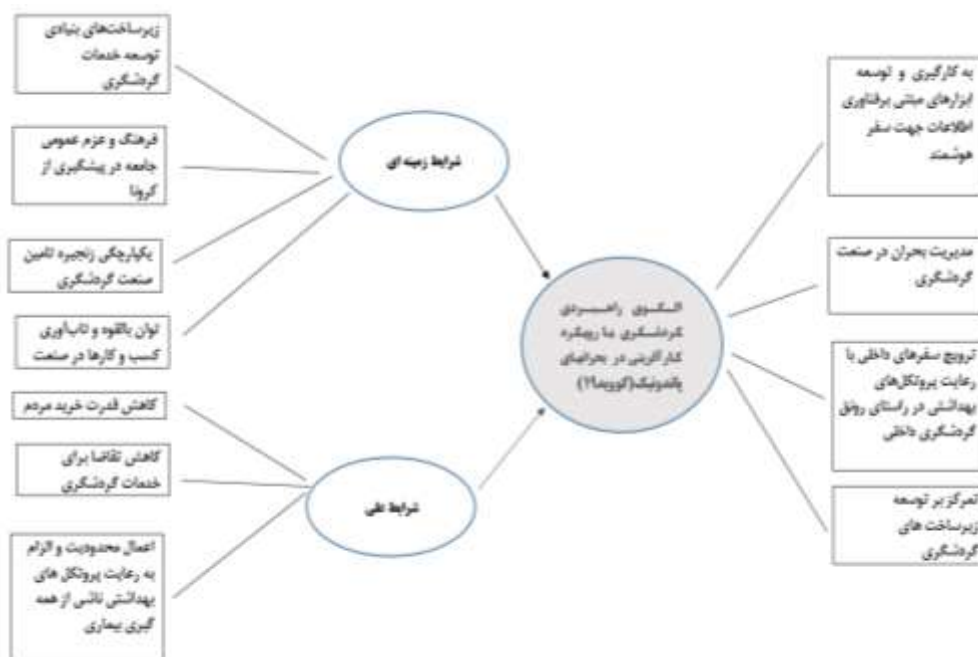 زیرساخت‌های بنیادی
توسعه خدمات
گردشگری
فرهنگ و عزم عمومی
جامعه در پیشگیری از
کرونا
یکپارچگی زنجیره تامین
صنعت گردشگری
توان بالقوه و تاب‌آوری
کسب و کارها در صنعت
کاهش قدرت خرید مردم
کاهش تقاضا برای
خدمات گردشگری
اعمال محدودیت و الزام
به رعایت پروتکل های
بهداشتی ناشی از همه
گیری بیماری
شرایط زمینه ای
شرایط علی
الگوی راهبردی
گردشگری با رویکرد
کارآفرینی در بحرانهای
پاندمیک(کووید۱۹)
به کارگیری و توسعه
ابزارهای مبتنی برفناوری
اطلاعات جهت سفر
هوشمند
مدیریت بحران در صنعت
گردشگری
ترویج سفرهای داخلی با
رعایت پروتکل‌های
بهداشتی در راستای رونق
گردشگری داخلی
تمرکز بر توسعه
زیرساخت های
گردشگری